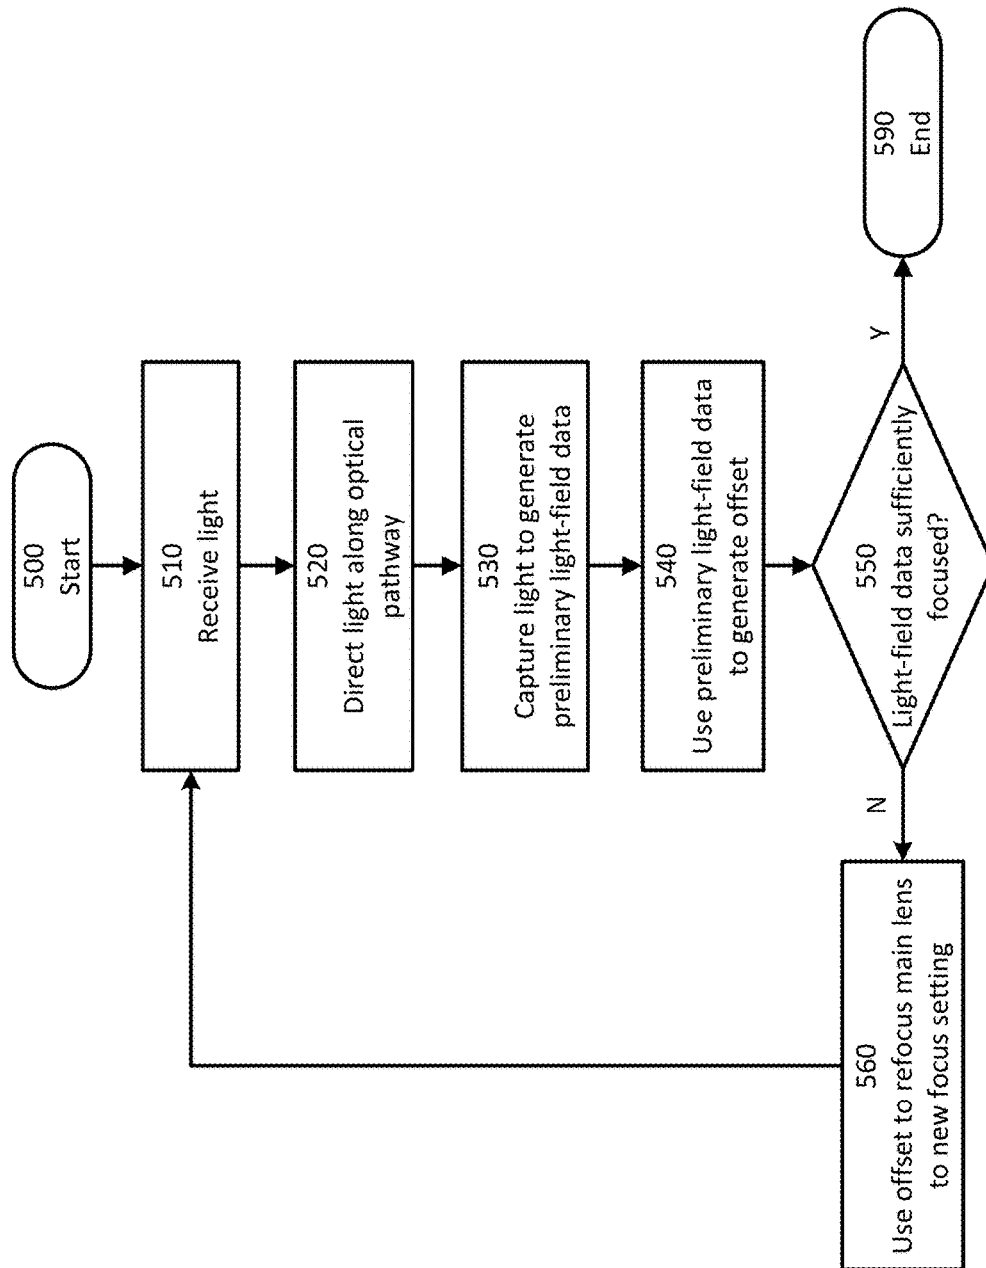 500
Start
510
Receive light
520
Direct light along optical
pathway
530
Capture light to generate
preliminary light-field data
540
Use preliminary light-field data
to generate offset
550
Light-field data sufficiently
focused?
Y
590
End
N
560
Use offset to refocus main lens
to new focus setting